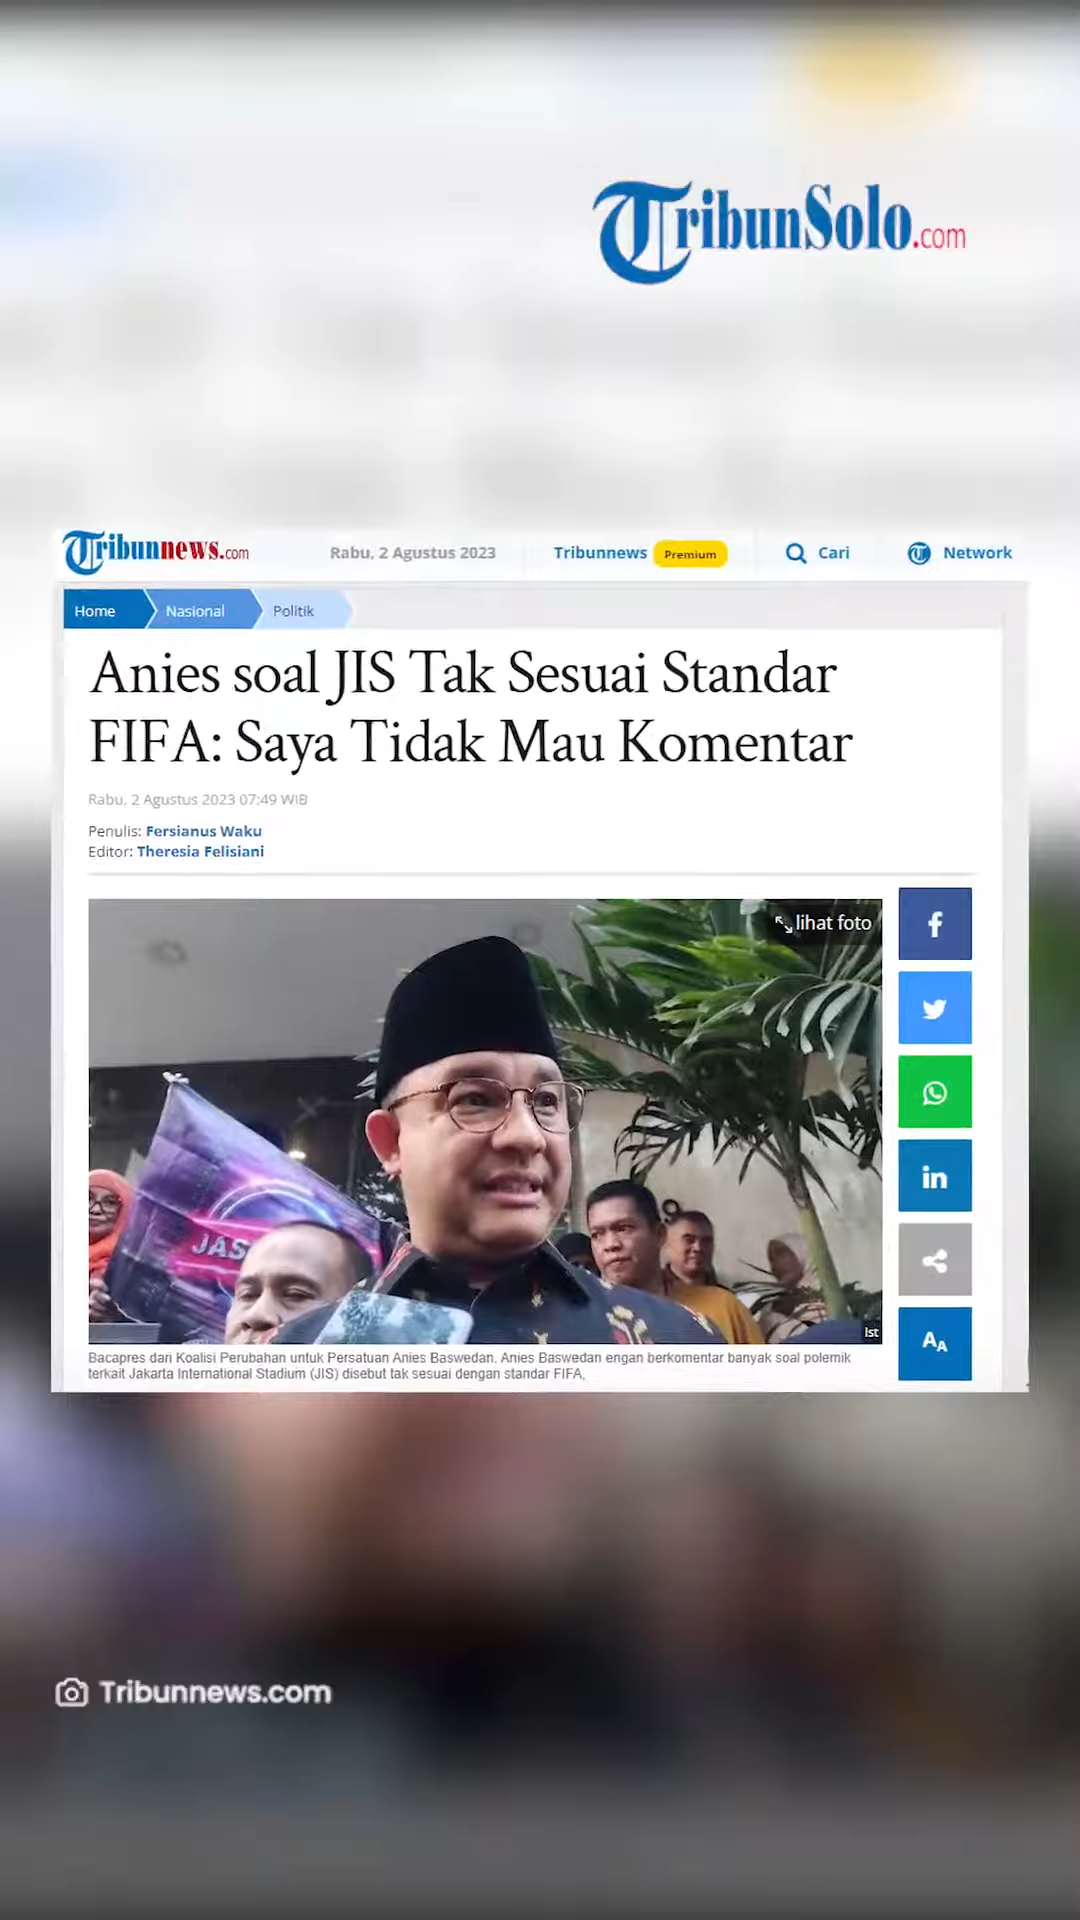 TribunSolo.com
Tribunnews.com
Rabu, 2 Agustus 2023
Tribunnews Premium
Cari
Network
Home
Nasional
Politik
Anies soal JIS Tak Sesuai Standar
FIFA: Saya Tidak Mau Komentar
Rabu, 2 Agustus 2023 07:49 WIB
Penulis: Fersianus Waku
Editor: Theresia Felisiani
lihat foto
JAS
Ist
AA
Bacapres dari Koalisi Perubahan untuk Persatuan Anies Baswedan. Anies Baswedan engan berkomentar banyak soal polemik
terkait Jakarta International Stadium (JIS) disebut tak sesuai dengan standar FIFA,
Tribunnews.com